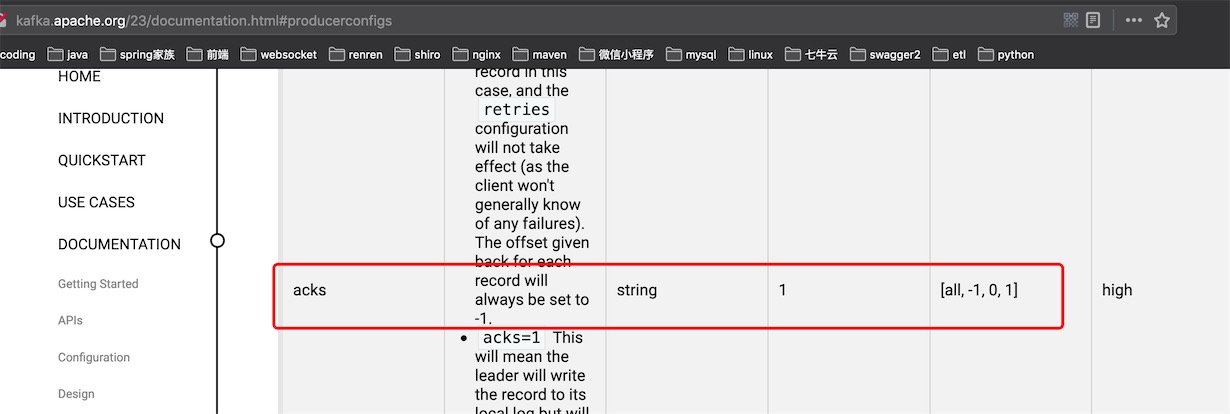 kafka.apache.org/23/documentation.html#producerconfigs
coding java spring家族 前端 websocket renren shiro nginx maven 微信小程序 mysql linux 七牛云 swagger2 etl python
HOME
INTRODUCTION
QUICKSTART
USE CASES
DOCUMENTATION
Getting Started
APIs
Configuration
Design
acks
record in this
case, and the
retries
configuration
will not take
effect (as the
client won't
generally know
of any failures).
The offset given
back for each
record will
always be set to
-1.
acks=1 This
will mean the
leader will write
the record to its
local log but will
string
1
[all, -1, 0, 1]
high